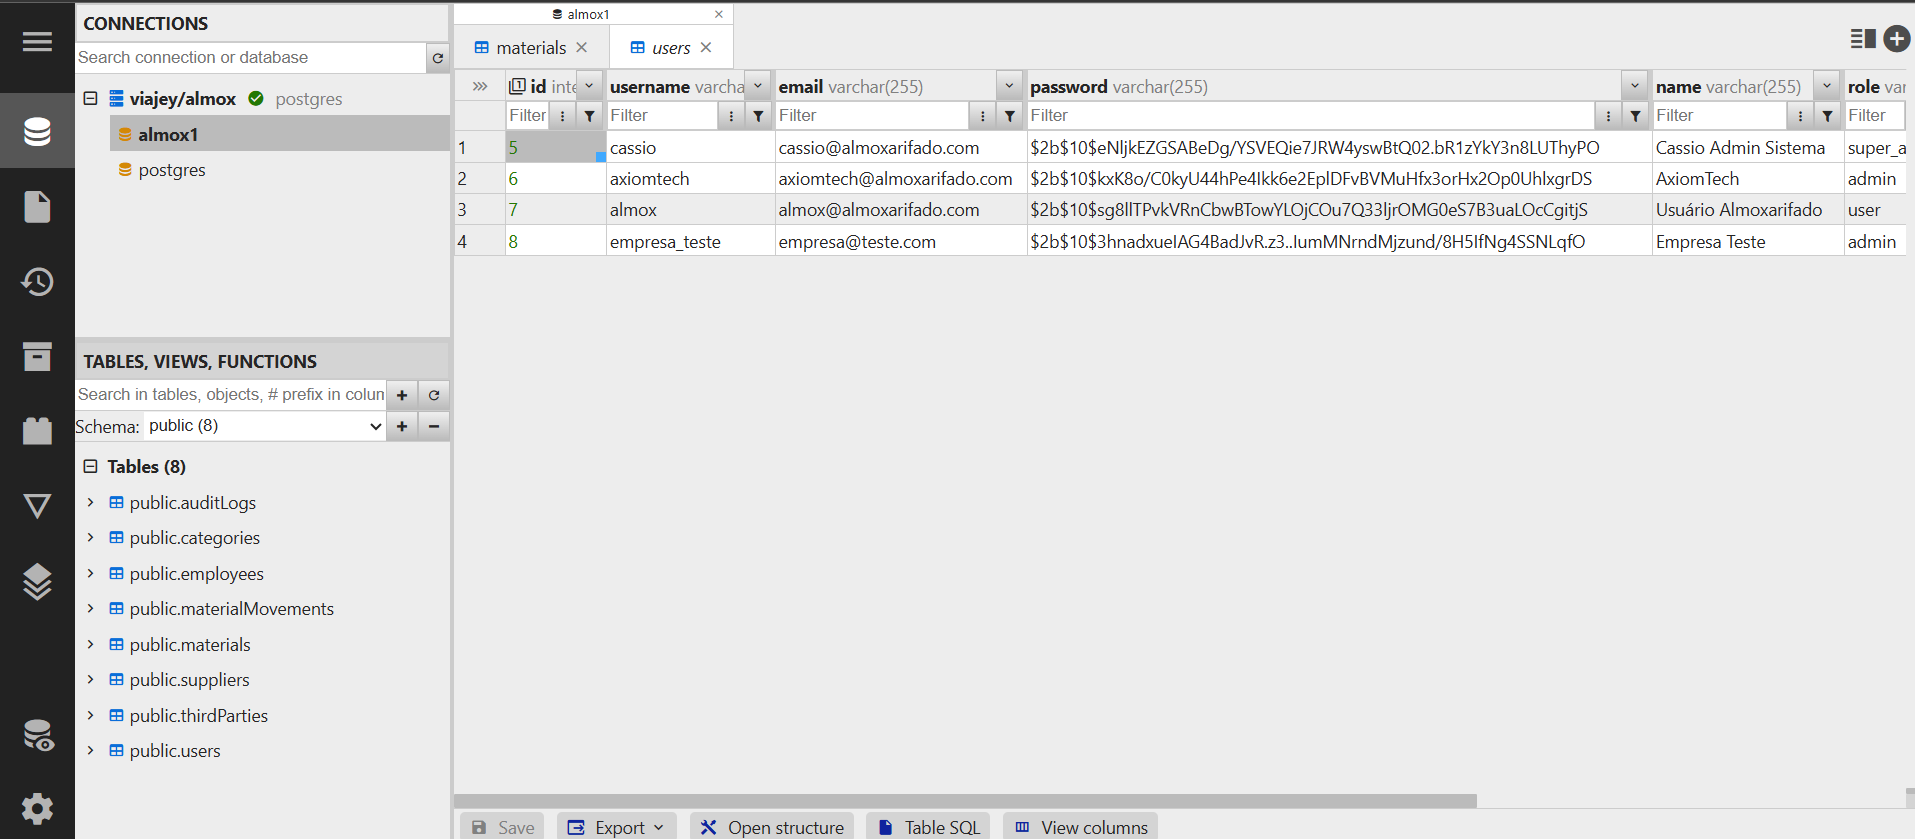 CONNECTIONS
Search connection or database
viajey/almox postgres
almox1
postgres
TABLES, VIEWS, FUNCTIONS
Search in tables, objects, # prefix in colun
Schema: public (8)
Tables (8)
public.auditLogs
public.categories
public.employees
public.materialMovements
public.materials
public.suppliers
public.thirdParties
public.users
almox1
materials users
id inte username varcha email varchar(255) password varchar(255) name varchar(255) role var
Filter Filter Filter Filter Filter Filter
1 5 cassio cassio@almoxarifado.com $2b$10$eNljkEZGSABeDg/YSVEQie7JRW4yswBtQ02.bR1zYkY3n8LUThyPO Cassio Admin Sistema super_a
2 6 axiomtech axiomtech@almoxarifado.com $2b$10$kxK8o/C0kyU44hPe4Ikk6e2EplDFvBVMuHfx3orHx2Op0UhlxgrDS AxiomTech admin
3 7 almox almox@almoxarifado.com $2b$10$sg8llTPvkVRnCbwBTowYLOjCOu7Q33ljrOMG0eS7B3uaLOcCgitjS Usuário Almoxarifado user
4 8 empresa_teste empresa@teste.com $2b$10$3hnadxueIAG4BadJvR.z3..IumMNrndMjzund/8H5IfNg4SSNLqfO Empresa Teste admin
Save Export Open structure Table SQL View columns